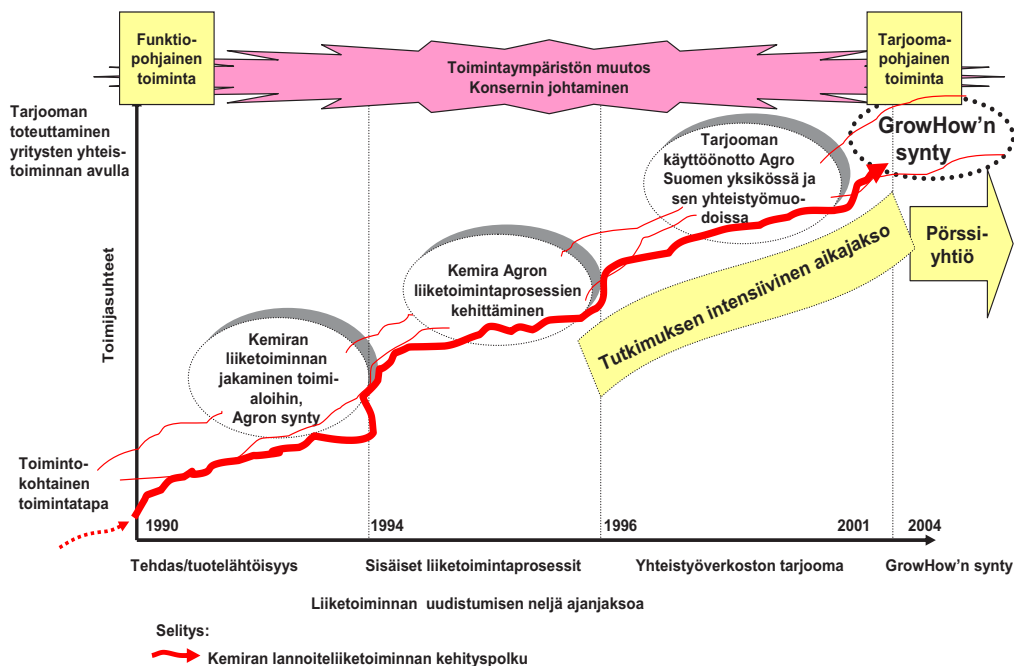 Funktio-
pohjainen
toiminta
Toimintaympäristön muutos
Konsernin johtaminen
Tarjooma-
pohjainen
toiminta
Tarjooman
toteuttaminen
yritysten yhteis-
toiminnan avulla
GrowHow'n
synty
Tarjooman
käyttöönotto Agro
Suomen yksikössä ja
sen yhteistyömuo-
doissa
Pörssi-
yhtiö
Kemira Agron
liiketoimintaprosessien
kehittäminen
Tutkimuksen intensiivinen aikajakso
Toimijasuhteet
Kemiran
liiketoiminnan
jakaminen toimi-
aloihin,
Agron synty
Toiminto-
kohtainen
toimintatapa
1990 1994 1996 2001 2004
Tehdas/tuotelähtöisyys Sisäiset liiketoimintaprosessit Yhteistyöverkoston tarjooma GrowHow'n synty
Liiketoiminnan uudistumisen neljä ajanjaksoa
Selitys:
Kemiran lannoiteliiketoiminnan kehityspolku